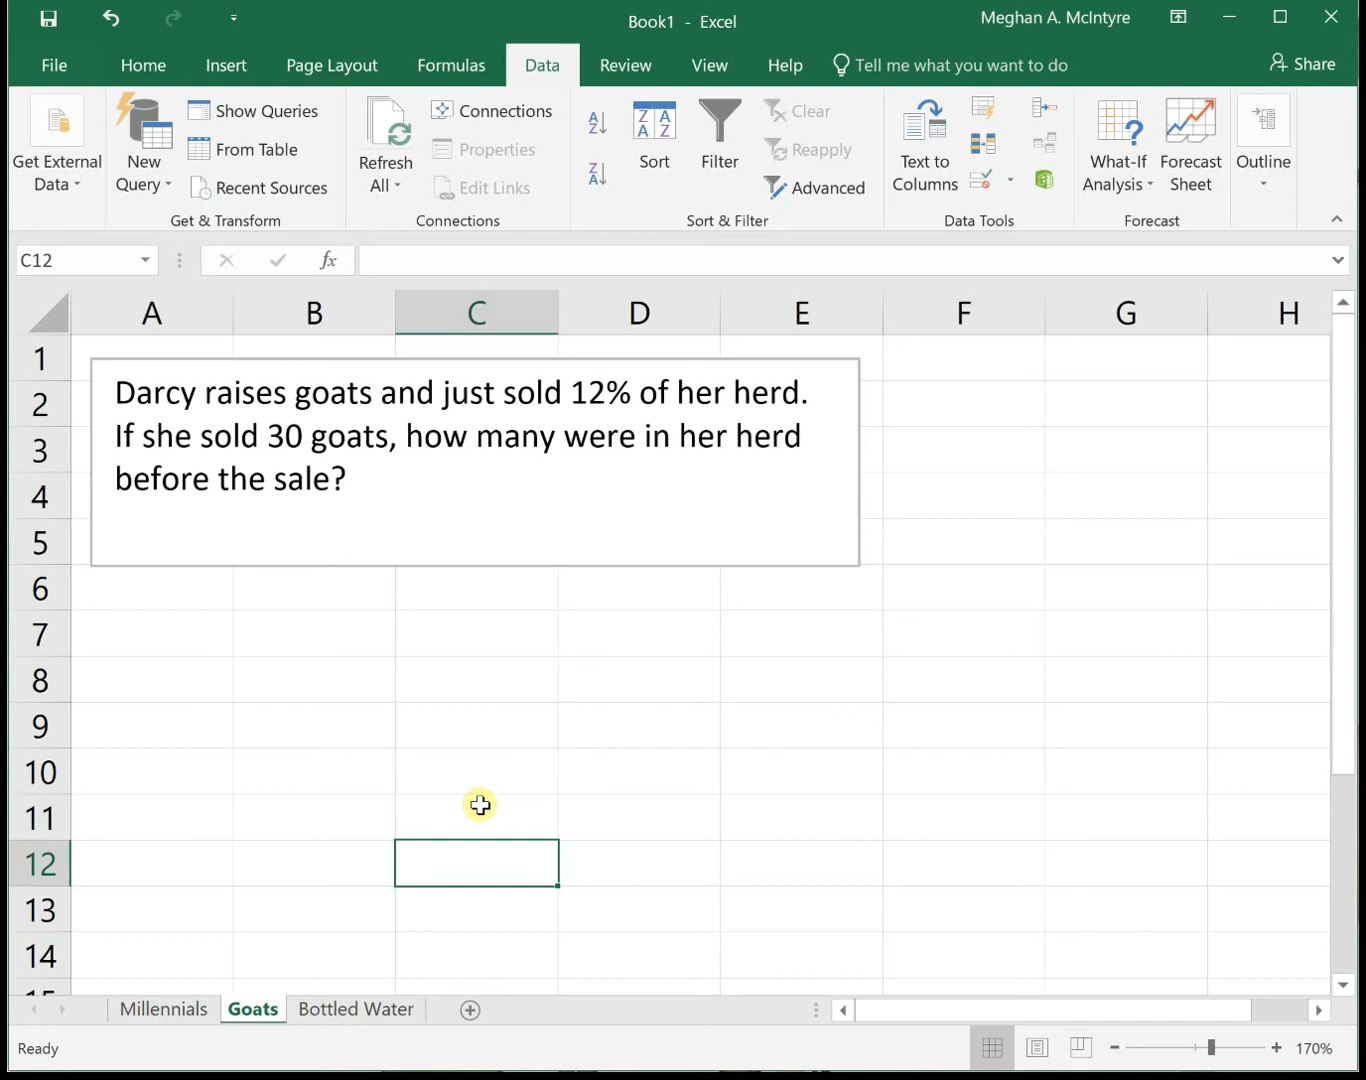 Book1 - Excel
Meghan A. McIntyre
File Home Insert Page Layout Formulas Data Review View Help Tell me what you want to do Share
Get External Data
New Query
Show Queries
From Table
Recent Sources
Get & Transform
Refresh All
Connections
Properties
Edit Links
Connections
A Z
Z A
Z A A Z
Sort
Filter
Clear
Reapply
Advanced
Sort & Filter
Text to Columns
Data Tools
What-If Analysis
Forecast Sheet
Forecast
Outline
C12
fx
A B C D E F G H
1
2
3
4
5
6
7
8
9
10
11
12
13
14
15
Darcy raises goats and just sold 12% of her herd.
If she sold 30 goats, how many were in her herd
before the sale?
Millennials Goats Bottled Water
Ready
170%